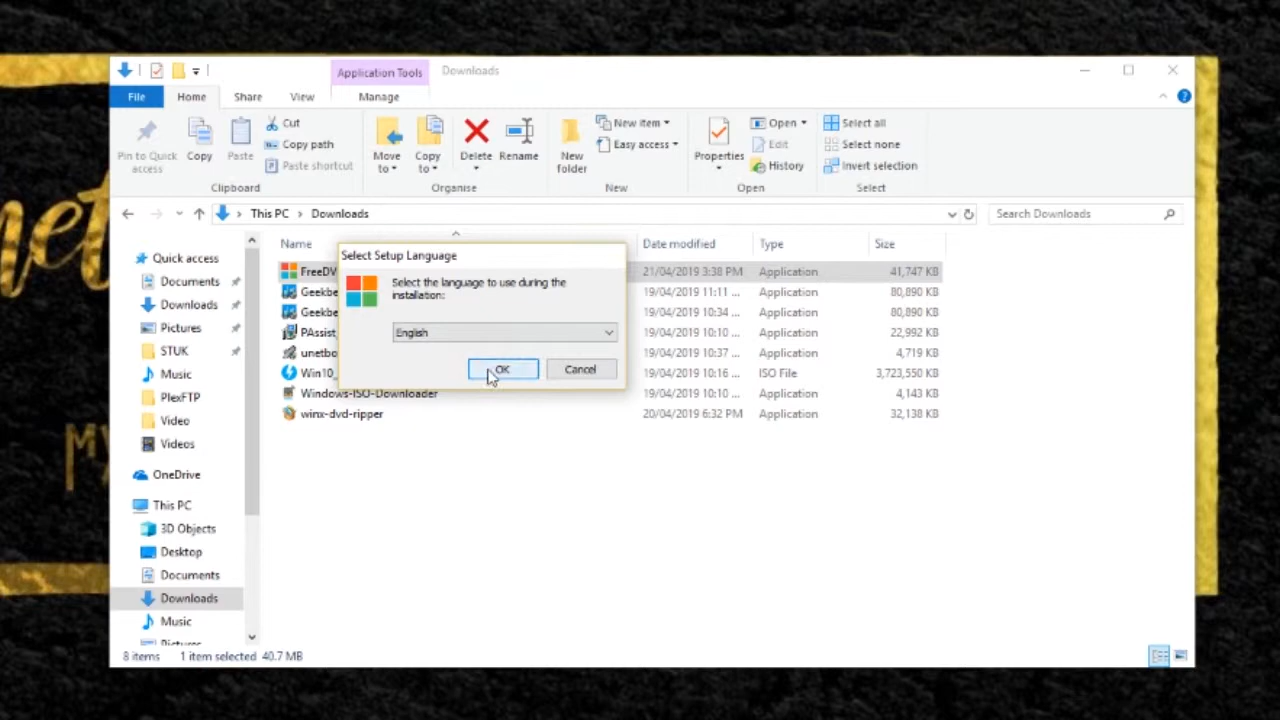 Application Tools
Downloads
File
Home
Share
View
Manage
Pin to Quick
access
Copy
Paste
Cut
Copy path
Paste shortcut
Clipboard
Move
to
Copy
to
Delete
Rename
Organise
New
folder
New item
Easy access
New
Properties
Open
Edit
History
Open
Select all
Select none
Invert selection
Select
This PC > Downloads
Search Downloads
Quick access
Documents
Downloads
Pictures
STUK
Music
PlexFTP
Video
Videos
OneDrive
This PC
3D Objects
Desktop
Documents
Downloads
Music
Pictures
Name Date modified Type Size
FreeDV 21/04/2019 3:38 PM Application 41,747 KB
Geekbe 19/04/2019 11:11 ... Application 80,890 KB
Geekbe 19/04/2019 10:34 ... Application 80,890 KB
PAssist_ 19/04/2019 10:10 ... Application 22,992 KB
unetbo 19/04/2019 10:37 ... Application 4,719 KB
Win10_ 19/04/2019 10:16 ... ISO File 3,723,550 KB
Windows-ISO-Downloader 19/04/2019 10:10 ... Application 4,143 KB
winx-dvd-ripper 20/04/2019 6:32 PM Application 32,138 KB
Select Setup Language
Select the language to use during the
installation:
English
OK
Cancel
8 items 1 item selected 40.7 MB